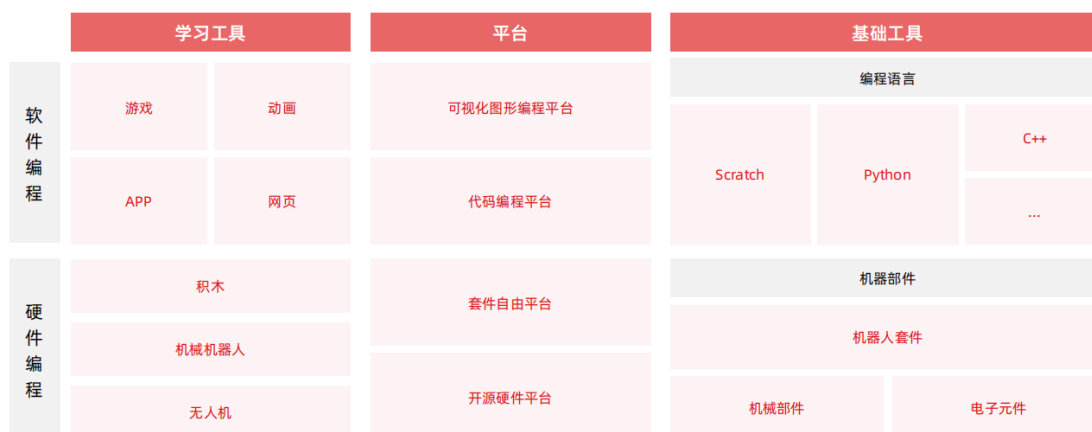 学习工具
平台
基础工具
软件编程
游戏
动画
APP
网页
可视化图形编程平台
代码编程平台
编程语言
Scratch
Python
C++
...
硬件编程
积木
机械机器人
无人机
套件自由平台
开源硬件平台
机器部件
机器人套件
机械部件
电子元件